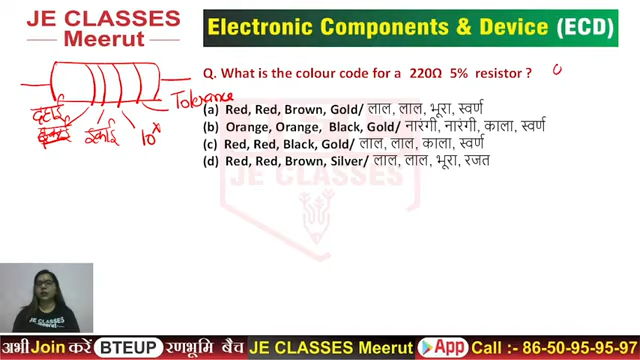 JE CLASSES
Meerut
Electronic Components & Device (ECD)
Q. What is the colour code for a 220Ω 5% resistor ?
(a) Red, Red, Brown, Gold/ लाल, लाल, भूरा, स्वर्ण
(b) Orange, Orange, Black, Gold/ नारंगी, नारंगी, काला, स्वर्ण
(c) Red, Red, Black, Gold/ लाल, लाल, काला, स्वर्ण
(d) Red, Red, Brown, Silver/ लाल, लाल, भूरा, रजत
Tolerance
दहाई
इकाई
10ˣ
JE CLASSES
अभी Join करें BTEUP रणभूमि बैच JE CLASSES Meerut App Call :- 86-50-95-95-97